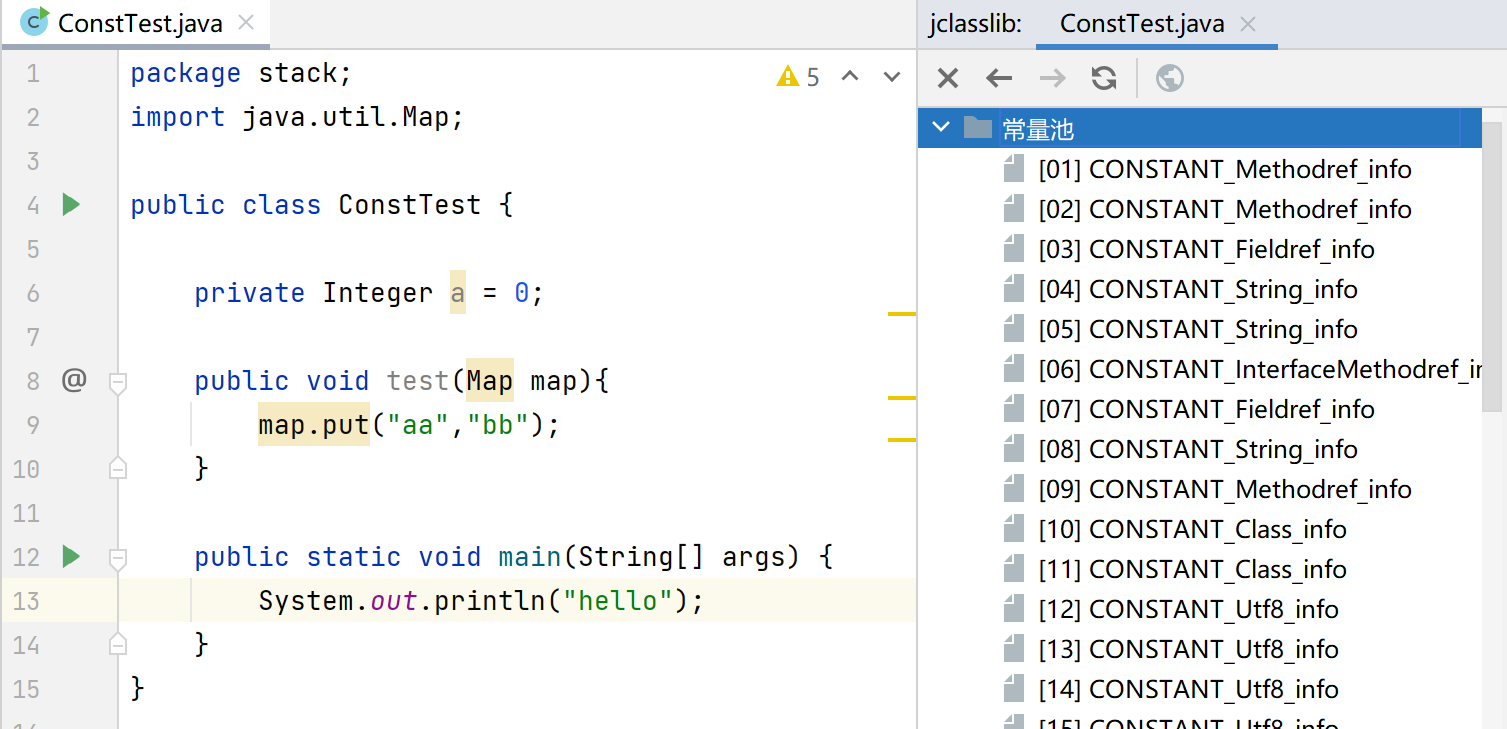 ConstTest.java
1 package stack;
2 import java.util.Map;
3
4 public class ConstTest {
5
6 private Integer a = 0;
7
8 @ public void test(Map map){
9 map.put("aa","bb");
10 }
11
12 public static void main(String[] args) {
13 System.out.println("hello");
14 }
15 }
5
jclasslib: ConstTest.java
常量池
[01] CONSTANT_Methodref_info
[02] CONSTANT_Methodref_info
[03] CONSTANT_Fieldref_info
[04] CONSTANT_String_info
[05] CONSTANT_String_info
[06] CONSTANT_InterfaceMethodref_in
[07] CONSTANT_Fieldref_info
[08] CONSTANT_String_info
[09] CONSTANT_Methodref_info
[10] CONSTANT_Class_info
[11] CONSTANT_Class_info
[12] CONSTANT_Utf8_info
[13] CONSTANT_Utf8_info
[14] CONSTANT_Utf8_info
[15] CONSTANT_Utf8_info